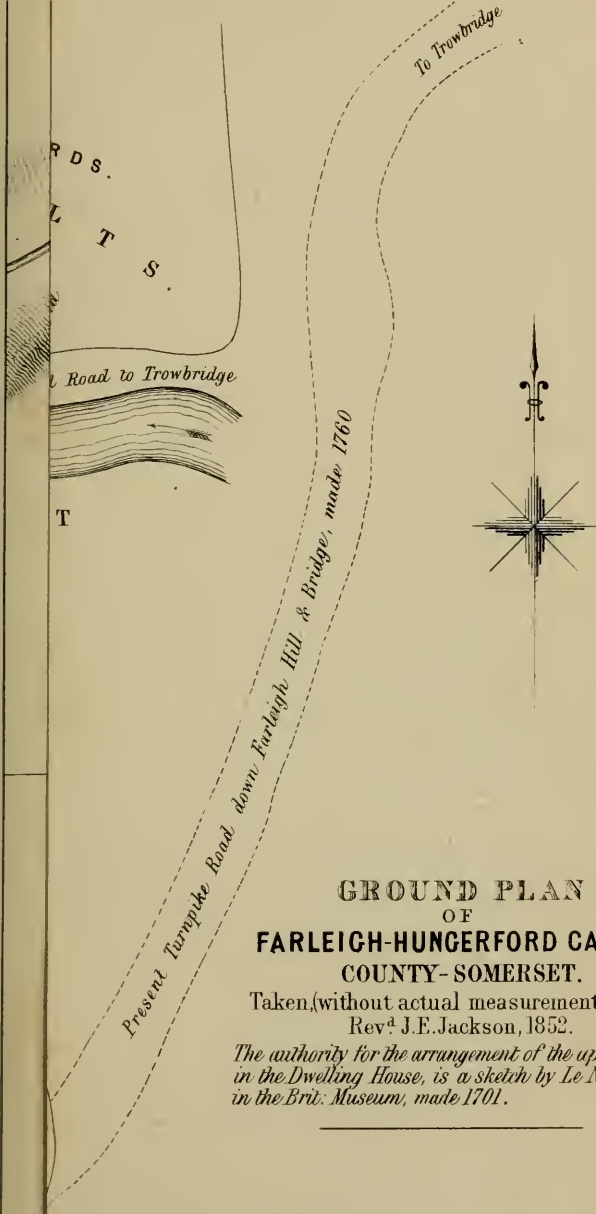 To Trowbridge
RDS.
LTS.
Road to Trowbridge
T
Present Turnpike Road down Farleigh Hill & Bridge, made 1760
GROUND PLAN
OF
FARLEIGH-HUNGERFORD CA
COUNTY-SOMERSET.
Taken,(without actual measurement
Revd J.E.Jackson, 1852.
The authority for the arrangement of the up
in the Dwelling House, is a sketch by Le
in the Brit: Museum, made 1701.